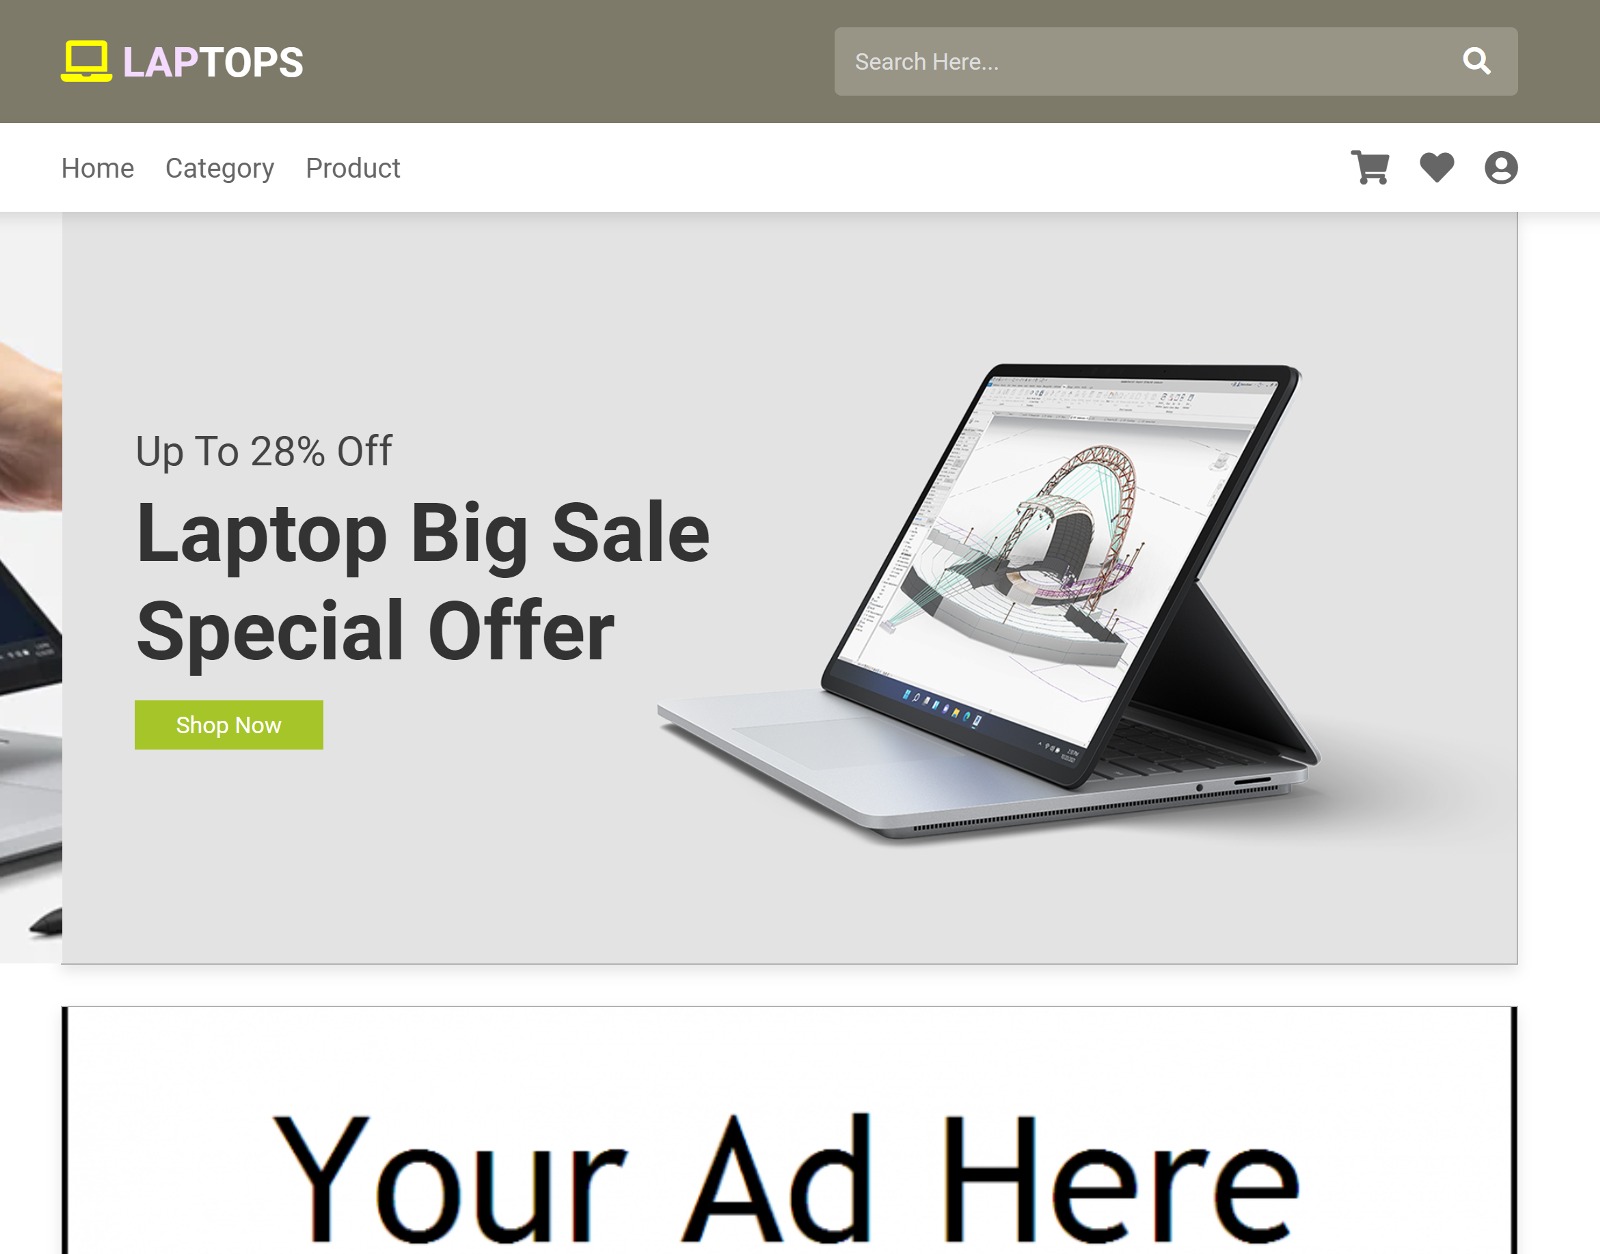 LAPTOPS
Search Here...
Home Category Product
Up To 28% Off
Laptop Big Sale
Special Offer
Shop Now
Your Ad Here